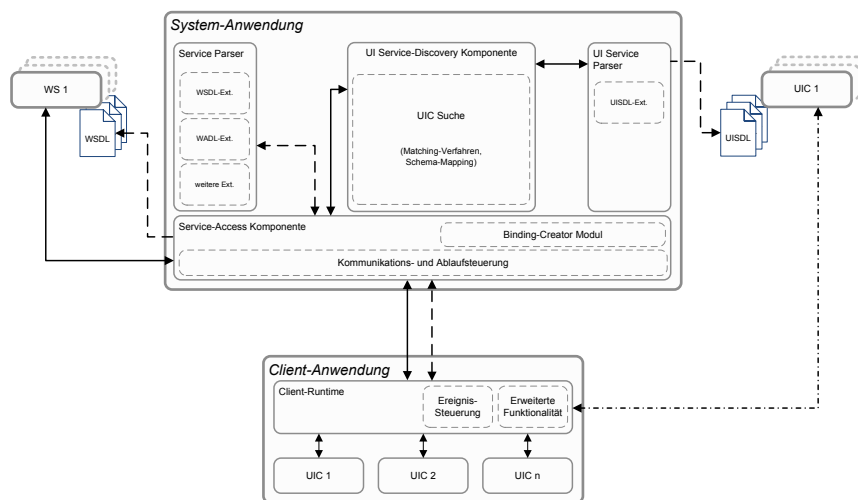 System-Anwendung
Service Parser
WSDL-Ext.
WADL-Ext.
weitere Ext.
UI Service-Discovery Komponente
UIC Suche
(Matching-Verfahren,
Schema-Mapping)
UI Service
Parser
UISDL-Ext.
WS 1
WSDL
UIC 1
UISDL
Service-Access Komponente
Binding-Creator Modul
Kommunikations- und Ablaufsteuerung
Client-Anwendung
Client-Runtime
Ereignis-
Steuerung
Erweiterte
Funktionalität
UIC 1
UIC 2
UIC n